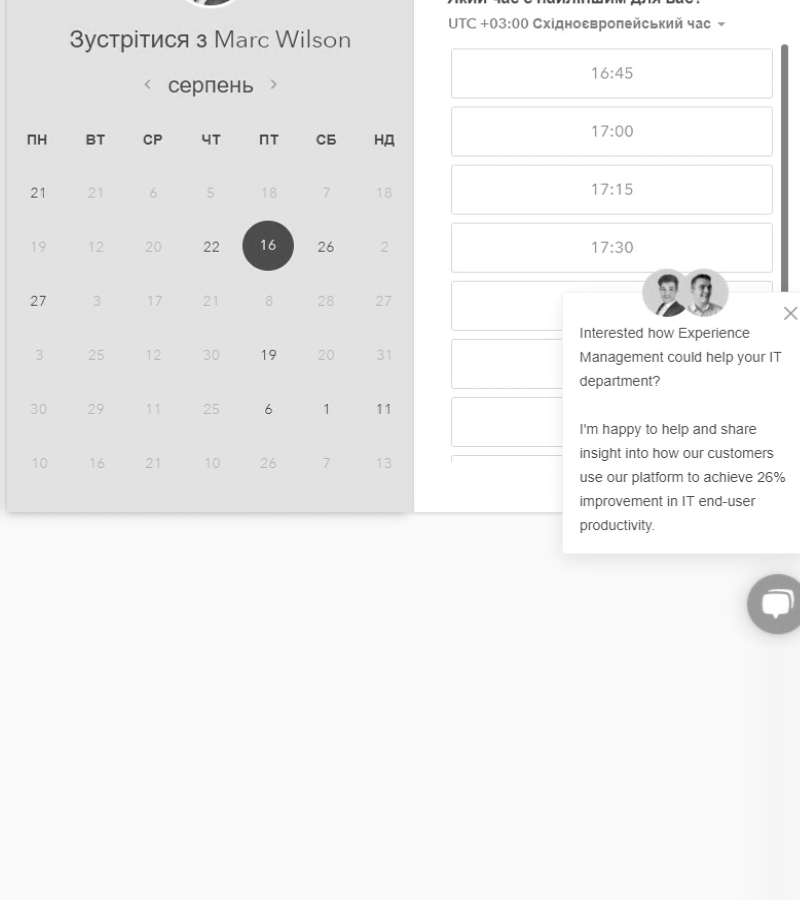 Зустрітися з Marc Wilson
серпень
ПН ВТ СР ЧТ ПТ СБ НД
21 21 6 5 18 7 18
19 12 20 22 16 26 2
27 3 17 21 8 28 27
3 25 12 30 19 20 31
30 29 11 25 6 1 11
10 16 21 10 26 7 13
Який час є найліпшим для вас?
UTC +03:00 Східноєвропейський час
16:45
17:00
17:15
17:30
Interested how Experience
Management could help your IT
department?
I'm happy to help and share
insight into how our customers
use our platform to achieve 26%
improvement in IT end-user
productivity.